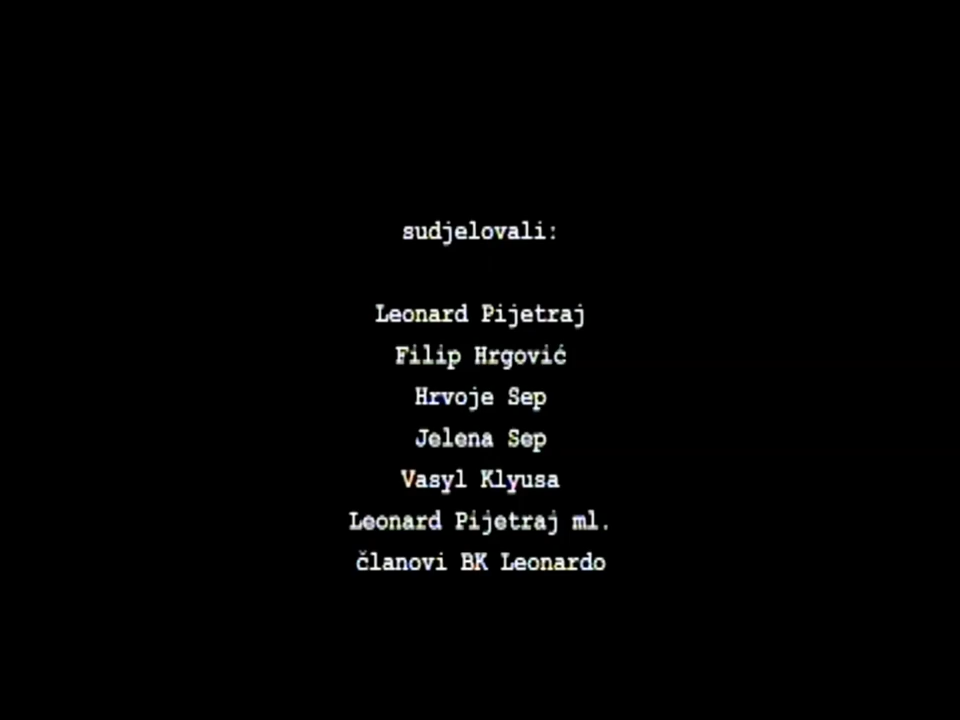 sudjelovali:
Leonard Pijetraj
Filip Hrgović
Hrvoje Sep
Jelena Sep
Vasyl Klyusa
Leonard Pijetraj ml.
članovi BK Leonardo